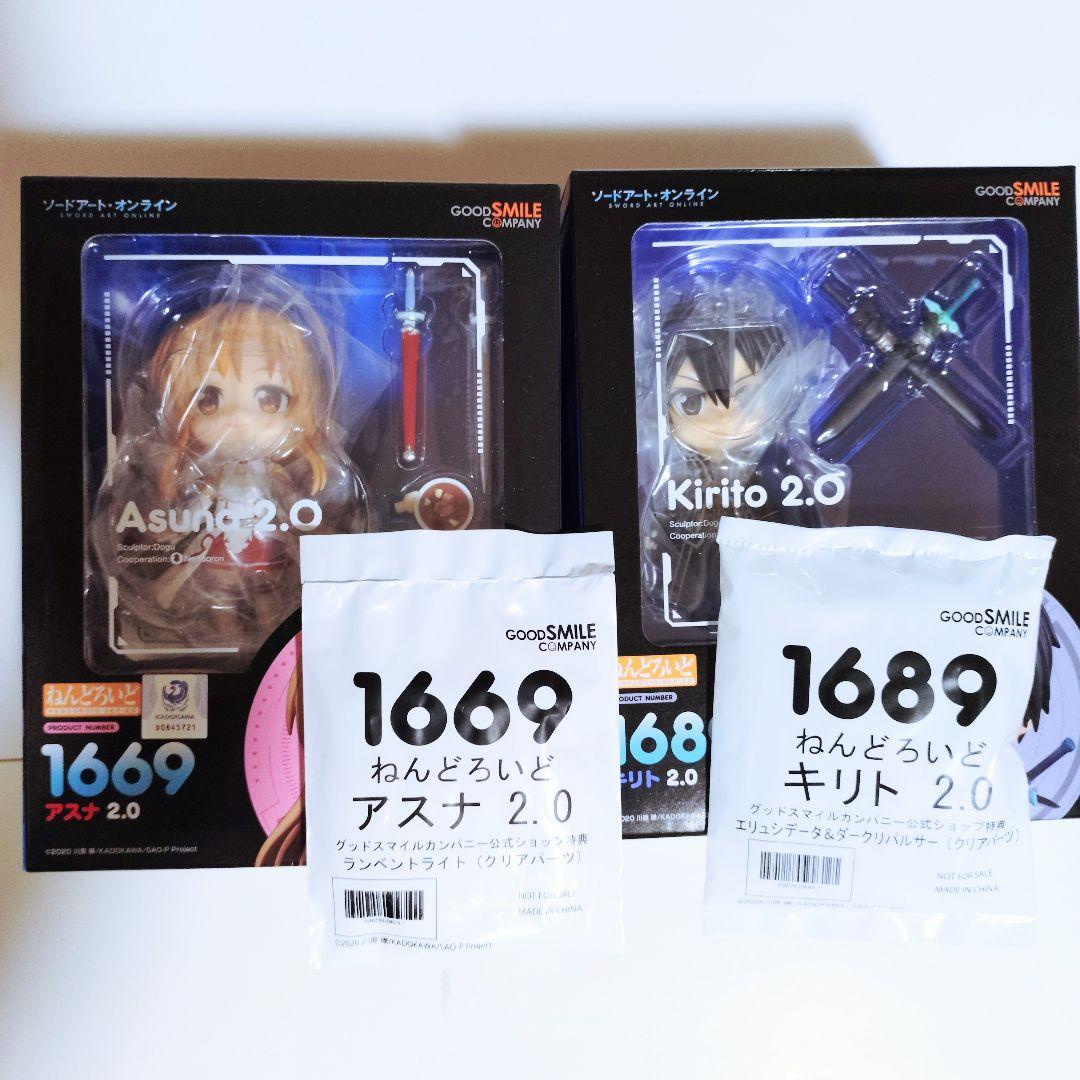 ソードアート・オンライン
SWORD ART ONLINE
GOODSMILE
COMPANY
Asuna 2.0
Sculptor:Dogu
Cooperation:
ねんどろいど
NENDOROID SERIES
KADOKAWA
00845721
PRODUCT NUMBER
1669
アスナ 2.0
©2020 川原 礫/KADOKAWA/SAO-P Project
ソードアート・オンライン
SWORD ART ONLINE
GOODSMILE
COMPANY
Kirito 2.0
Sculptor:Dogu
んどろいど
PRODUCT NUMBER
168
キリト 2.0
GOODSMILE
COMPANY
1669
ねんどろいど
アスナ 2.0
グッドスマイルカンパニー公式ショップ特典
ランベントライト（クリアパーツ）
NOT FOR SALE
MADE IN CHINA
©2020 川原 礫/KADOKAWA/SAO-P Project
GOODSMILE
COMPANY
1689
ねんどろいど
キリト 2.0
グッドスマイルカンパニー公式ショップ特典
エリュシデータ&ダークリパルサー（クリアパーツ）
NOT FOR SALE
MADE IN CHINA